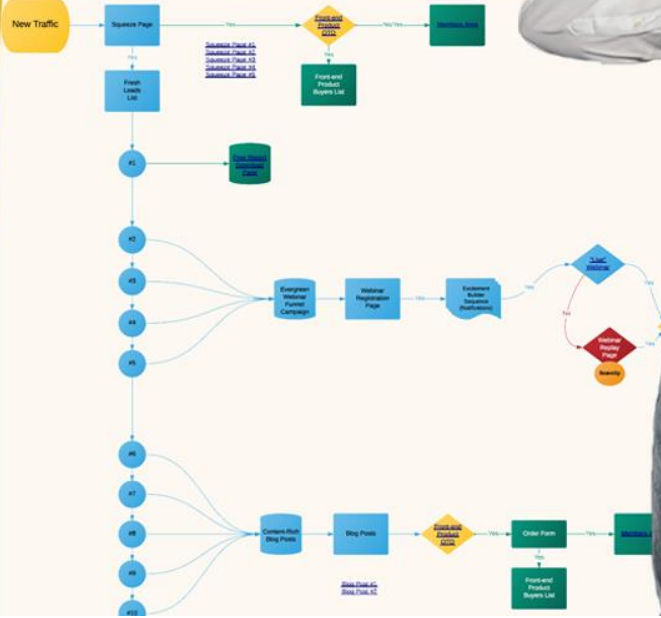 New Traffic
Squeeze Page
Yes
Front-end
Product
OTO
Yes/Yes
Members Area
Squeeze Page #1
Squeeze Page #2
Squeeze Page #3
Squeeze Page #4
Squeeze Page #5
Yes
Yes
Fresh
Leads
List
Front-end
Product
Buyers List
#1
Free Report
Download
Page
#2
#3
#4
#5
Evergreen
Webinar
Funnel
Campaign
Webinar
Registration
Page
Yes
Excitement
Builder
Sequence
(Notifications)
Yes
"Live"
Webinar
Yes
No
Webinar
Replay
Page
Yes
Scarcity
#6
#7
#8
#9
#10
Content-Rich
Blog Posts
Blog Posts
Front-end
Product
OTO
Yes
Order Form
Yes
Members
Yes
Front-end
Product
Buyers List
Blog Post #1
Blog Post #2